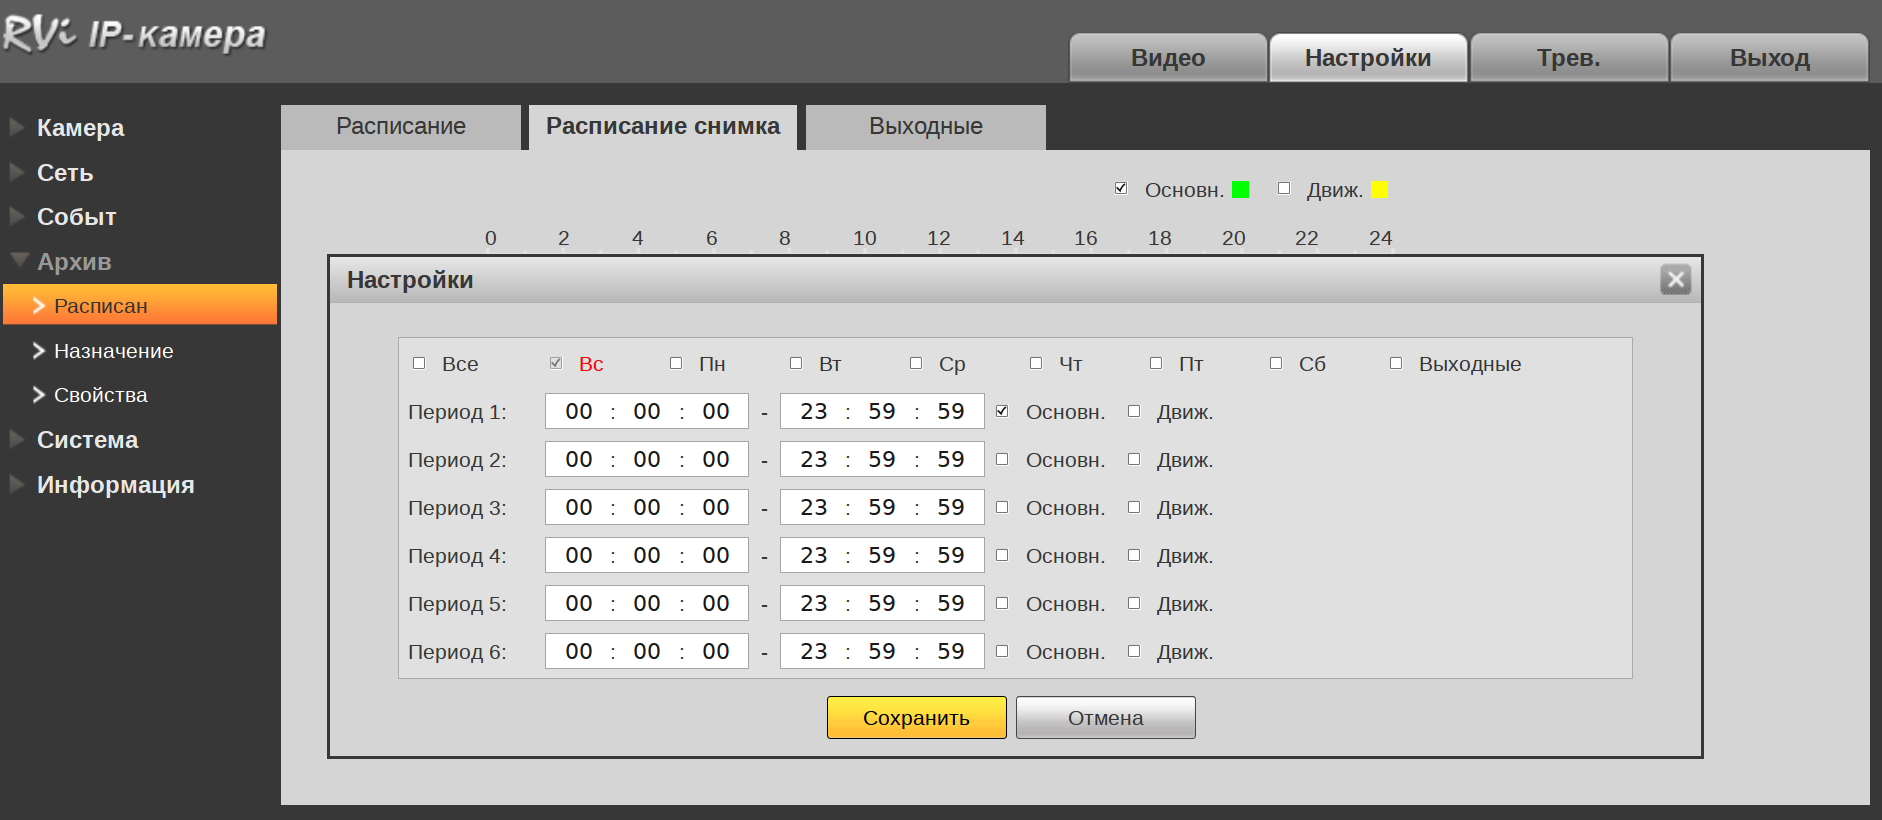 RVi IP-камера
Видео Настройки Трев. Выход
Камера
Сеть
Событ
Архив
Расписан
Назначение
Свойства
Система
Информация
Расписание Расписание снимка Выходные
Основн. Движ.
0 2 4 6 8 10 12 14 16 18 20 22 24
Настройки
Все Вс Пн Вт Ср Чт Пт Сб Выходные
Период 1: 00 : 00 : 00 - 23 : 59 : 59 Основн. Движ.
Период 2: 00 : 00 : 00 - 23 : 59 : 59 Основн. Движ.
Период 3: 00 : 00 : 00 - 23 : 59 : 59 Основн. Движ.
Период 4: 00 : 00 : 00 - 23 : 59 : 59 Основн. Движ.
Период 5: 00 : 00 : 00 - 23 : 59 : 59 Основн. Движ.
Период 6: 00 : 00 : 00 - 23 : 59 : 59 Основн. Движ.
Сохранить Отмена